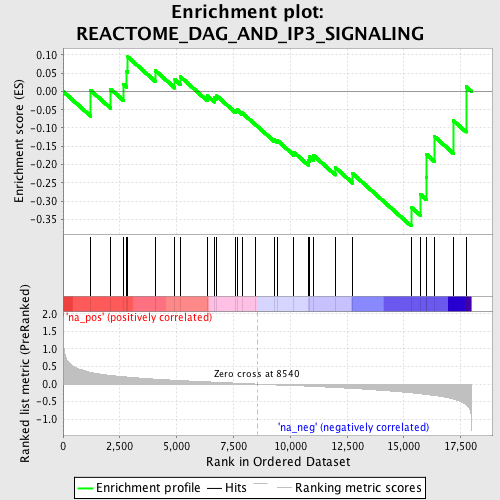 Enrichment plot:
REACTOME_DAG_AND_IP3_SIGNALING
Enrichment score (ES)
0.10
0.05
0.00
-0.05
-0.10
-0.15
-0.20
-0.25
-0.30
-0.35
'na_pos' (positively correlated)
Ranked list metric (PreRanked)
2.0
1.5
1.0
0.5
0.0
-0.5
-1.0
Zero cross at 8540
'na_neg' (negatively correlated)
0 2,500 5,000 7,500 10,000 12,500 15,000 17,500
Rank in Ordered Dataset
Enrichment profile Hits Ranking metric scores